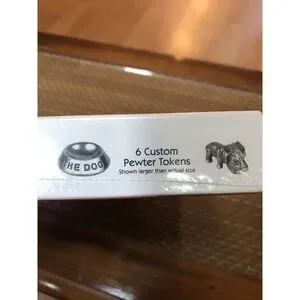 HE DOG
6 Custom
Pewter Tokens
Shown larger than actual size